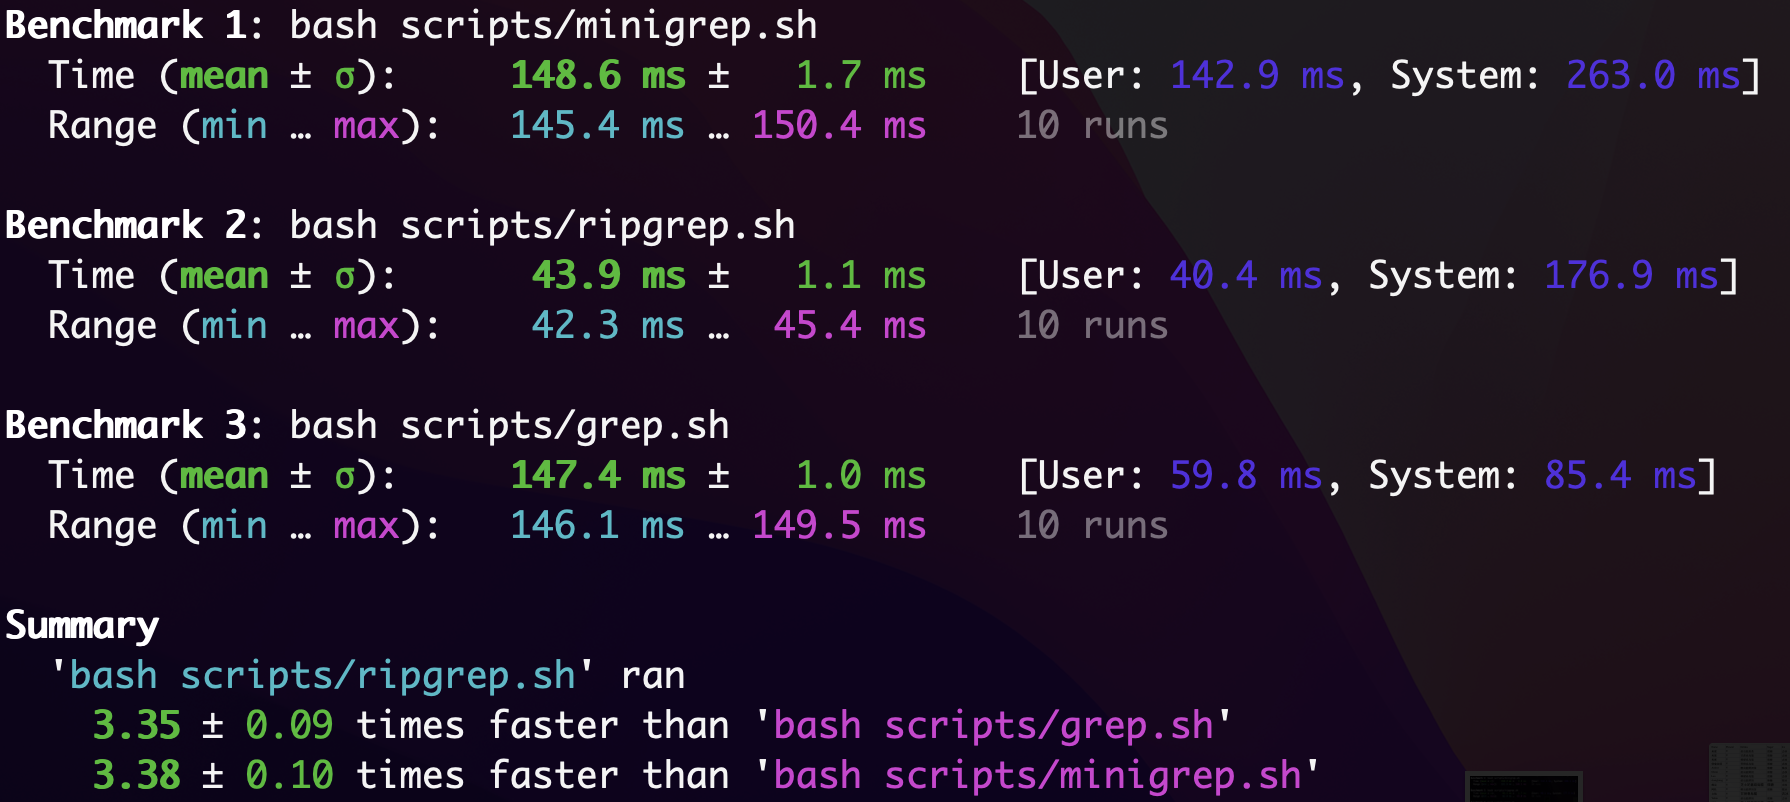 Benchmark 1: bash scripts/minigrep.sh
Time (mean ± σ): 148.6 ms ± 1.7 ms [User: 142.9 ms, System: 263.0 ms]
Range (min … max): 145.4 ms … 150.4 ms 10 runs
Benchmark 2: bash scripts/ripgrep.sh
Time (mean ± σ): 43.9 ms ± 1.1 ms [User: 40.4 ms, System: 176.9 ms]
Range (min … max): 42.3 ms … 45.4 ms 10 runs
Benchmark 3: bash scripts/grep.sh
Time (mean ± σ): 147.4 ms ± 1.0 ms [User: 59.8 ms, System: 85.4 ms]
Range (min … max): 146.1 ms … 149.5 ms 10 runs
Summary
'bash scripts/ripgrep.sh' ran
3.35 ± 0.09 times faster than 'bash scripts/grep.sh'
3.38 ± 0.10 times faster than 'bash scripts/minigrep.sh'